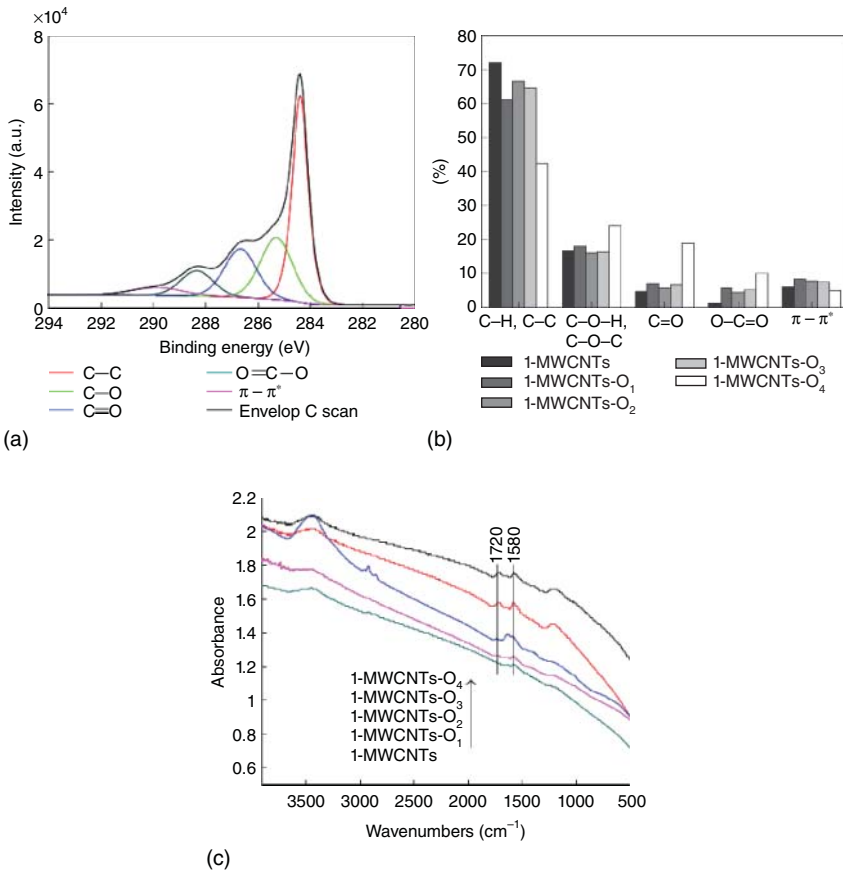 ×10⁴
8
6
4
2
0
Intensity (a.u.)
294 292 290 288 286 284 282 280
Binding energy (eV)
C–C
C–O
C=O
O=C–O
π – π*
Envelop C scan
(a)
80
70
60
50
40
30
20
10
0
(%)
C–H, C–C
C–O–H,
C–O–C
C=O
O–C=O
π – π*
1-MWCNTs
1-MWCNTs-O₁
1-MWCNTs-O₂
1-MWCNTs-O₃
1-MWCNTs-O₄
(b)
2.2
2
1.8
1.6
1.4
1.2
1
0.8
0.6
Absorbance
1720
1580
1-MWCNTs-O₄
1-MWCNTs-O₃
1-MWCNTs-O₂
1-MWCNTs-O₁
1-MWCNTs
3500 3000 2500 2000 1500 1000 500
Wavenumbers (cm⁻¹)
(c)